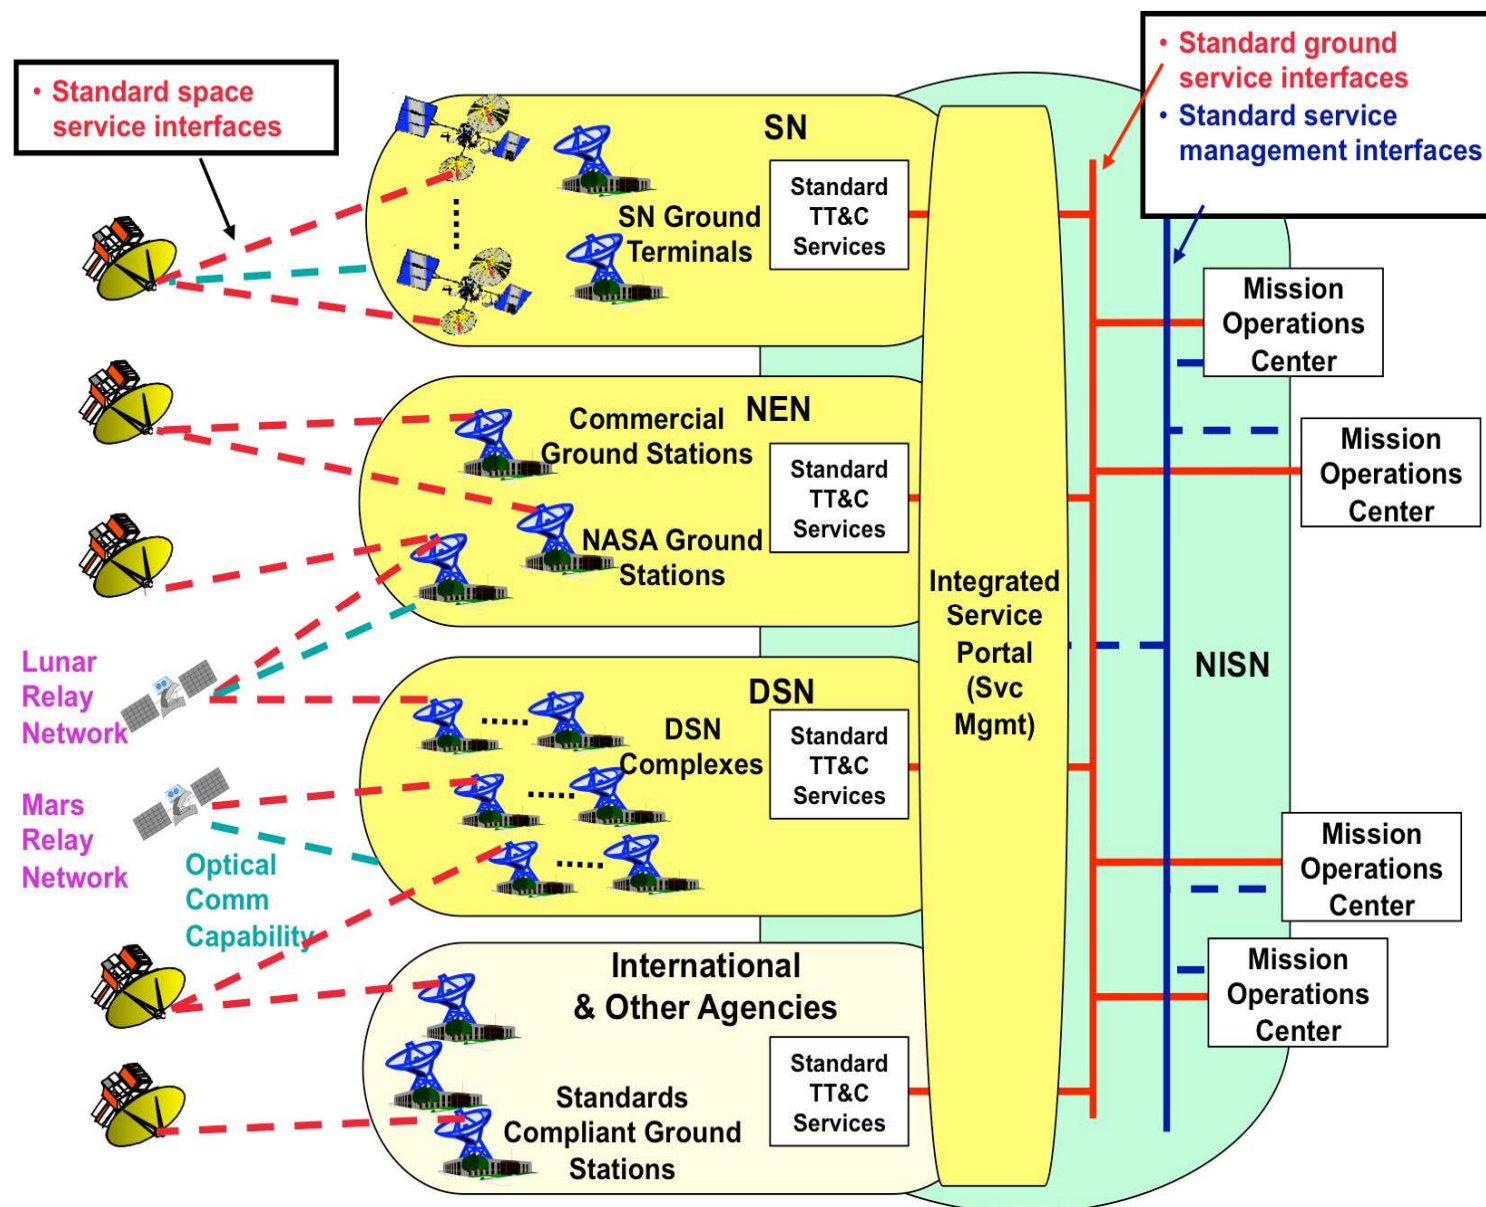 • Standard space
service interfaces
• Standard ground
service interfaces
• Standard service
management interfaces
SN
SN Ground
Terminals
Standard
TT&C
Services
Mission
Operations
Center
NEN
Commercial
Ground Stations
NASA Ground
Stations
Standard
TT&C
Services
Mission
Operations
Center
Integrated
Service
Portal
(Svc
Mgmt)
NISN
Lunar
Relay
Network
DSN
DSN
Complexes
Standard
TT&C
Services
Mars
Relay
Network
Optical
Comm
Capability
Mission
Operations
Center
International
& Other Agencies
Standards
Compliant Ground
Stations
Standard
TT&C
Services
Mission
Operations
Center